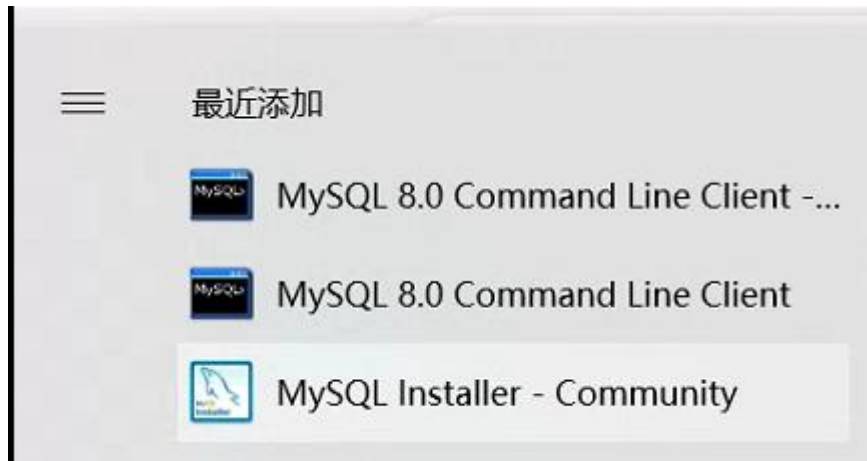 最近添加
MySQL 8.0 Command Line Client -...
MySQL 8.0 Command Line Client
MySQL Installer - Community